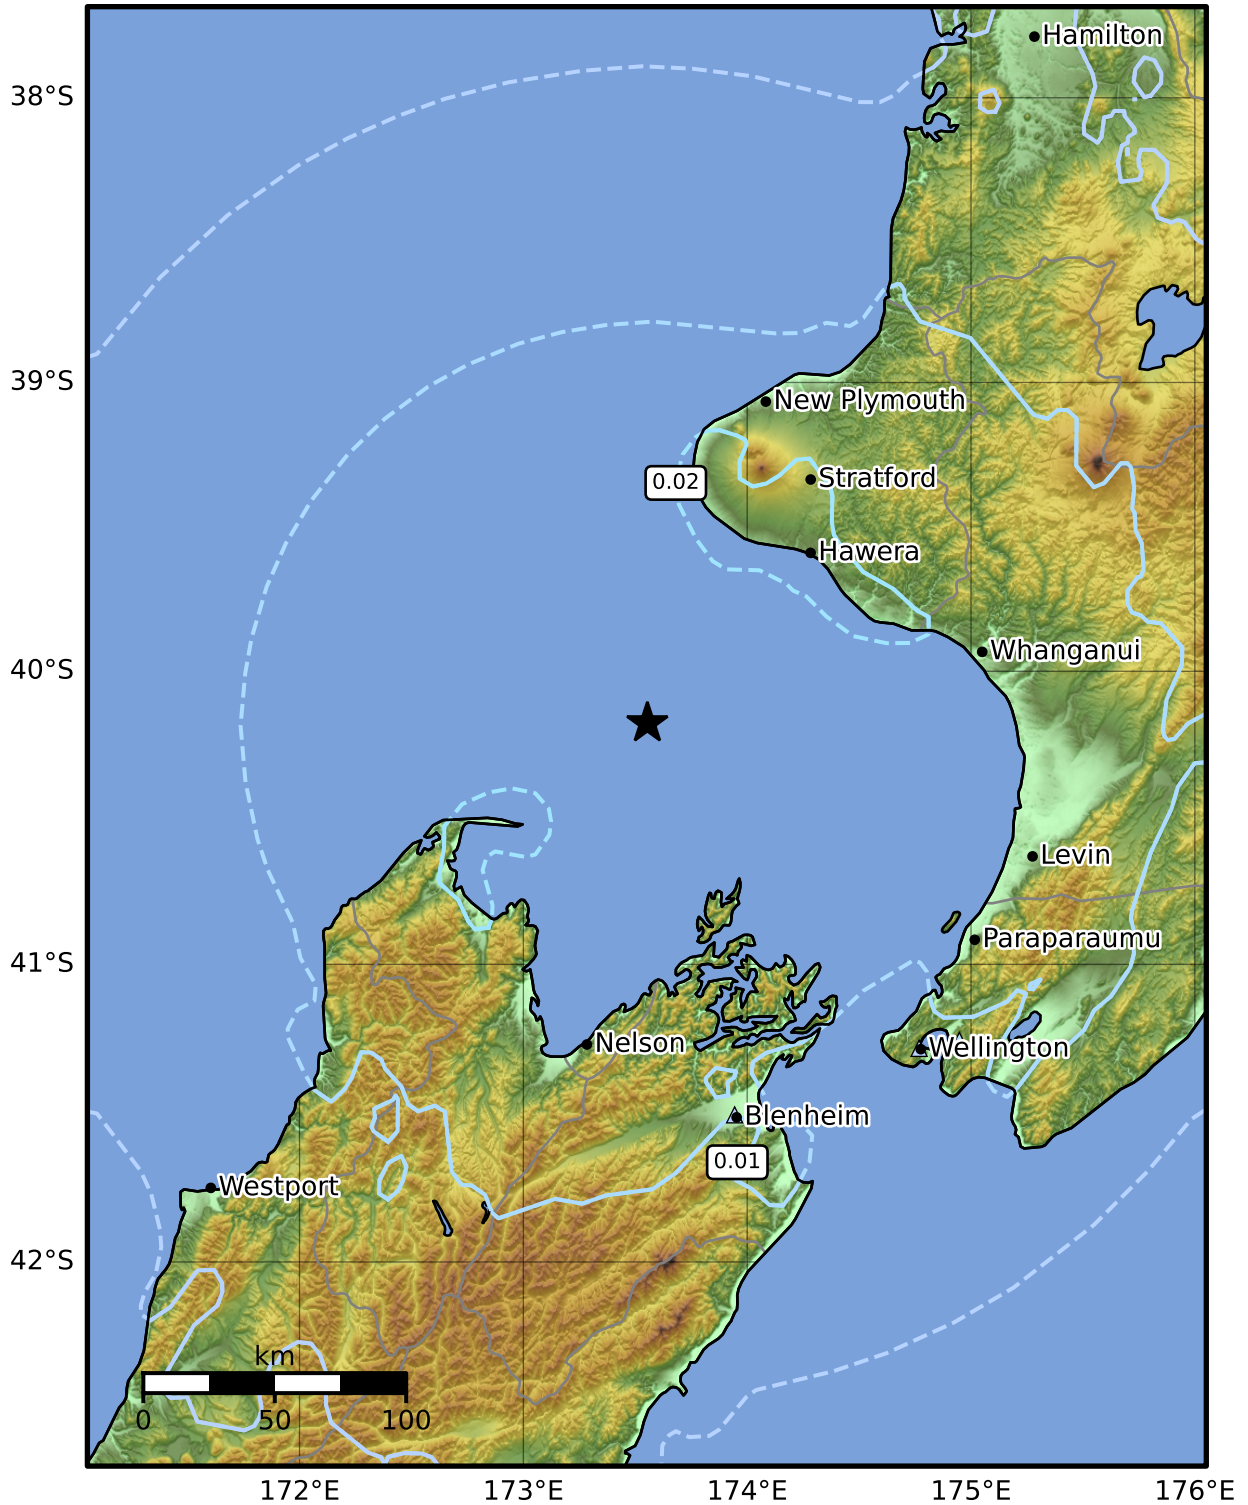 Hamilton
38°S
39°S
New Plymouth
Stratford
0.02
Hawera
Whanganui
40°S
Levin
Paraparaumu
41°S
Nelson
Wellington
Blenheim
0.01
Westport
42°S
km
0 50 100
172°E 173°E 174°E 175°E 176°E